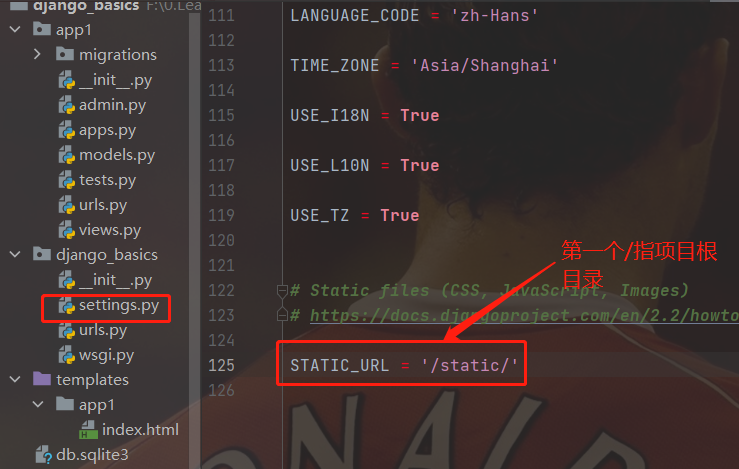 django_basics F:\0.Lea
app1
migrations
__init__.py
admin.py
apps.py
models.py
tests.py
urls.py
views.py
django_basics
__init__.py
settings.py
urls.py
wsgi.py
templates
app1
index.html
db.sqlite3
111 LANGUAGE_CODE = 'zh-Hans'
112
113 TIME_ZONE = 'Asia/Shanghai'
114
115 USE_I18N = True
116
117 USE_L10N = True
118
119 USE_TZ = True
120
121
第一个/指项目根
目录
122 # Static files (CSS, JavaScript, Images)
123 # https://docs.djangoproject.com/en/2.2/howto
124
125 STATIC_URL = '/static/'
126